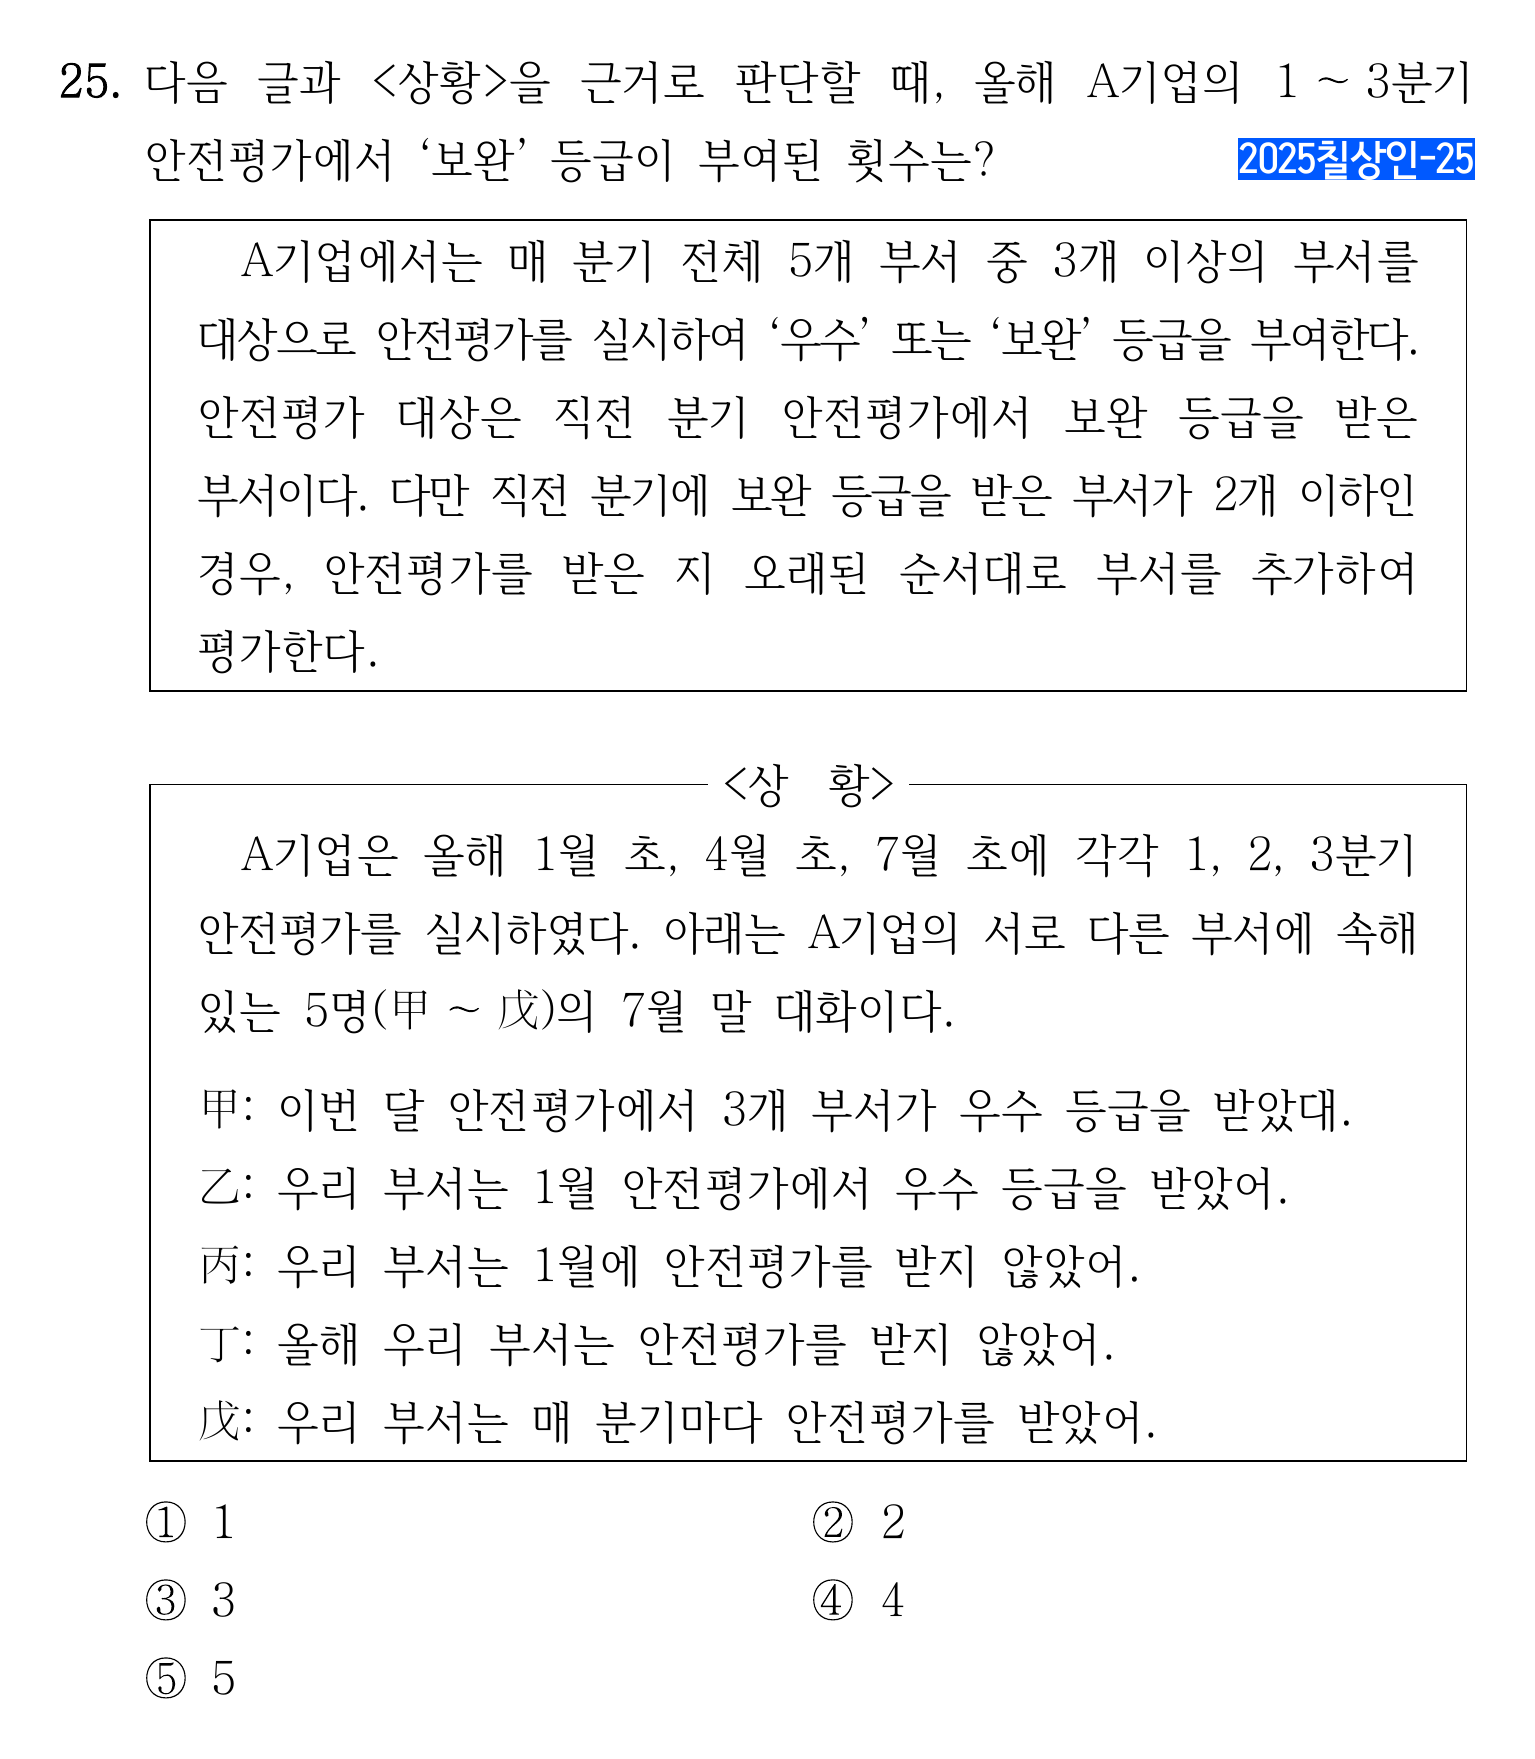 25. 다음 글과 <상황>을 근거로 판단할 때, 올해 A기업의 1 ~ 3분기
안전평가에서 ‘보완’ 등급이 부여된 횟수는?
2025칠상인-25
A기업에서는 매 분기 전체 5개 부서 중 3개 이상의 부서를
대상으로 안전평가를 실시하여 ‘우수’ 또는 ‘보완’ 등급을 부여한다.
안전평가 대상은 직전 분기 안전평가에서 보완 등급을 받은
부서이다. 다만 직전 분기에 보완 등급을 받은 부서가 2개 이하인
경우, 안전평가를 받은 지 오래된 순서대로 부서를 추가하여
평가한다.
<상 황>
A기업은 올해 1월 초, 4월 초, 7월 초에 각각 1, 2, 3분기
안전평가를 실시하였다. 아래는 A기업의 서로 다른 부서에 속해
있는 5명(甲 ~ 戊)의 7월 말 대화이다.
甲: 이번 달 안전평가에서 3개 부서가 우수 등급을 받았대.
乙: 우리 부서는 1월 안전평가에서 우수 등급을 받았어.
丙: 우리 부서는 1월에 안전평가를 받지 않았어.
丁: 올해 우리 부서는 안전평가를 받지 않았어.
戊: 우리 부서는 매 분기마다 안전평가를 받았어.
① 1
② 2
③ 3
④ 4
⑤ 5